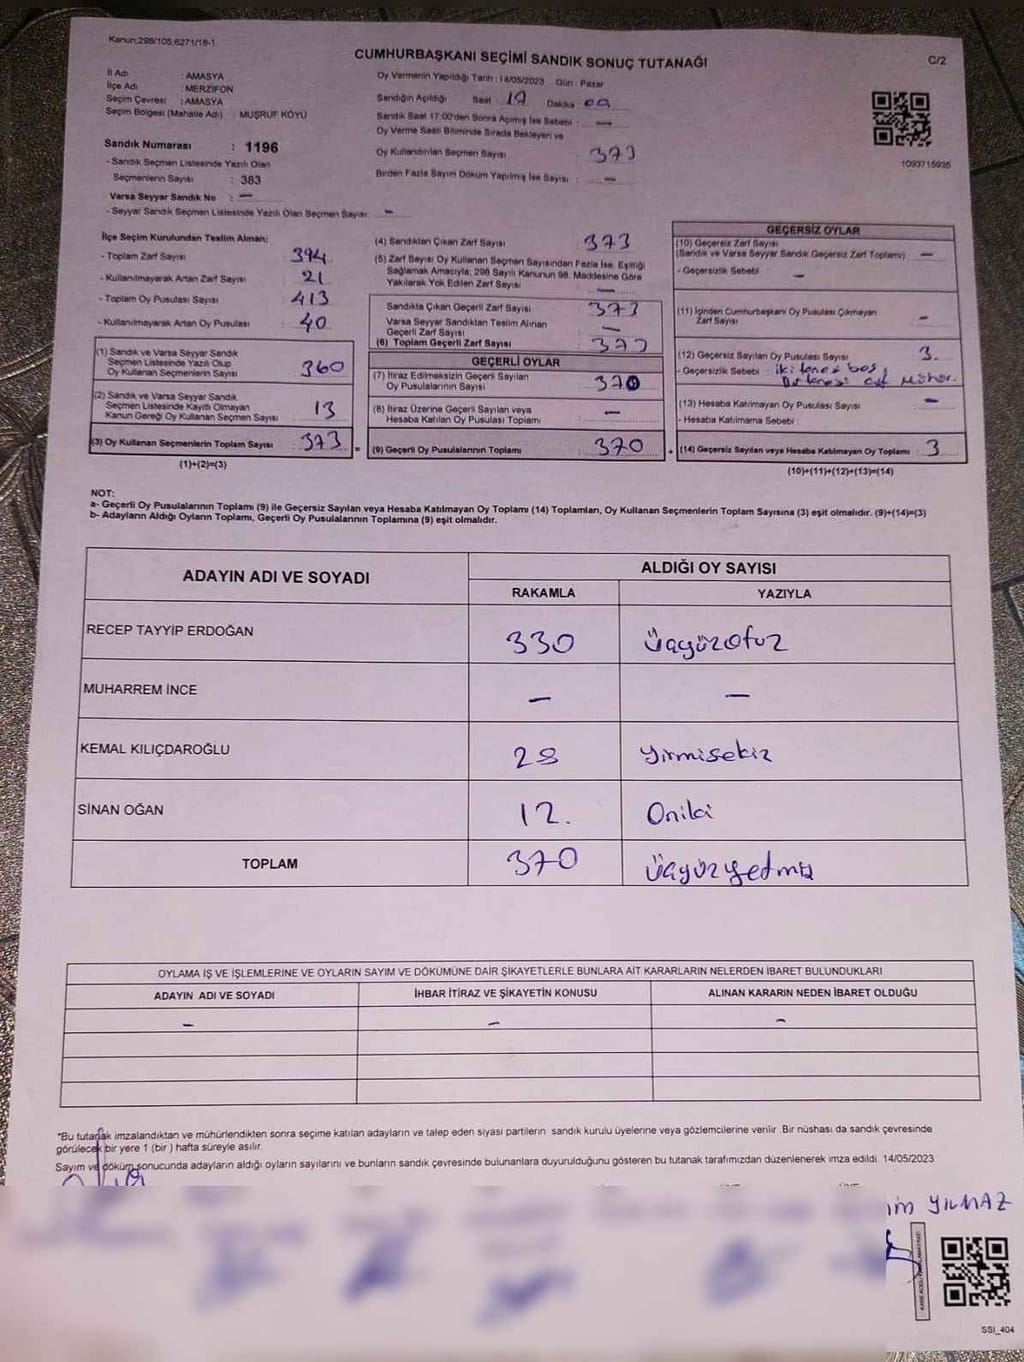 Kanun:298/105,6271/18-1
CUMHURBAŞKANI SEÇİMİ SANDIK SONUÇ TUTANAĞI
C/2
İl Adı : AMASYA
İlçe Adı : MERZİFON
Seçim Çevresi : AMASYA
Seçim Bölgesi (Mahalle Adı) : MUŞRUF KÖYÜ
Oy Vermenin Yapıldığı Tarih : 14/05/2023 Gün : Pazar
Sandığın Açıldığı Saat 17 Dakika : 00
Sandık Saat 17:00'den Sonra Açılmış İse Sebebi : —
Oy Verme Saati Bitiminde Sırada Bekleyen ve
Oy Kullandırılan Seçmen Sayısı 373
Birden Fazla Sayım Döküm Yapılmış İse Sayısı : —
1093715935
Sandık Numarası : 1196
- Sandık Seçmen Listesinde Yazılı Olan
Seçmenlerin Sayısı : 383
Varsa Seyyar Sandık No : —
- Seyyar Sandık Seçmen Listesinde Yazılı Olan Seçmen Sayısı: —
İlçe Seçim Kurulundan Teslim Alınan;
- Toplam Zarf Sayısı : 394
- Kullanılmayarak Artan Zarf Sayısı : 21
- Toplam Oy Pusulası Sayısı : 413
- Kullanılmayarak Artan Oy Pusulası : 40
(1) Sandık ve Varsa Seyyar Sandık
Seçmen Listesinde Yazılı Olup
Oy Kullanan Seçmenlerin Sayısı : 360
(2) Sandık ve Varsa Seyyar Sandık
Seçmen Listesinde Kayıtlı Olmayan
Kanun Gereği Oy Kullanan Seçmen Sayısı : 13
(3) Oy Kullanan Seçmenlerin Toplam Sayısı : 373
(1)+(2)=(3)
(4) Sandıktan Çıkan Zarf Sayısı : 373
(5) Zarf Sayısı Oy Kullanan Seçmen Sayısından Fazla İse, Eşitliği
Sağlamak Amacıyla; 298 Sayılı Kanunun 98. Maddesine Göre
Yakılarak Yok Edilen Zarf Sayısı : —
Sandıkta Çıkan Geçerli Zarf Sayısı : 373
Varsa Seyyar Sandıktan Teslim Alınan
Geçerli Zarf Sayısı : —
(6) Toplam Geçerli Zarf Sayısı : 373
GEÇERLİ OYLAR
(7) İtiraz Edilmeksizin Geçerli Sayılan
Oy Pusulalarının Sayısı : 370
(8) İtiraz Üzerine Geçerli Sayılan veya
Hesaba Katılan Oy Pusulası Toplamı : —
= (9) Geçerli Oy Pusulalarının Toplamı : 370
GEÇERSİZ OYLAR
(10) Geçersiz Zarf Sayısı
(Sandık ve Varsa Seyyar Sandık Geçersiz Zarf Toplamı) : —
- Geçersizlik Sebebi : —
(11) İçinden Cumhurbaşkanı Oy Pusulası Çıkmayan
Zarf Sayısı : —
(12) Geçersiz Sayılan Oy Pusulası Sayısı : 3.
- Geçersizlik Sebebi : iki tanesi boş,
Bir tanesi çift mühür.
(13) Hesaba Katılmayan Oy Pusulası Sayısı : —
- Hesaba Katılmama Sebebi :
+ (14) Geçersiz Sayılan veya Hesaba Katılmayan Oy Toplamı : 3
(10)+(11)+(12)+(13)=(14)
NOT:
a- Geçerli Oy Pusulalarının Toplamı (9) ile Geçersiz Sayılan veya Hesaba Katılmayan Oy Toplamı (14) Toplamları, Oy Kullanan Seçmenlerin Toplam Sayısına (3) eşit olmalıdır. (9)+(14)=(3)
b- Adayların Aldığı Oyların Toplamı, Geçerli Oy Pusulalarının Toplamına (9) eşit olmalıdır.
ADAYIN ADI VE SOYADI ALDIĞI OY SAYISI
RAKAMLA YAZIYLA
RECEP TAYYİP ERDOĞAN 330 Üçyüzotuz
MUHARREM İNCE — —
KEMAL KILIÇDAROĞLU 28 Yirmisekiz
SİNAN OĞAN 12. Oniki
TOPLAM 370 Üçyüzyetmiş
OYLAMA İŞ VE İŞLEMLERİNE VE OYLARIN SAYIM VE DÖKÜMÜNE DAİR ŞİKAYETLERLE BUNLARA AİT KARARLARIN NELERDEN İBARET BULUNDUKLARI
ADAYIN ADI VE SOYADI İHBAR İTİRAZ VE ŞİKAYETİN KONUSU ALINAN KARARIN NEDEN İBARET OLDUĞU
— — —
*Bu tutanak imzalandıktan ve mühürlendikten sonra seçime katılan adayların ve talep eden siyasi partilerin sandık kurulu üyelerine veya gözlemcilerine verilir .Bir nüshası da sandık çevresinde
görülecek bir yere 1 (bir ) hafta süreyle asılır.
Sayım ve döküm sonucunda adayların aldığı oyların sayılarını ve bunların sandık çevresinde bulunanlara duyurulduğunu gösteren bu tutanak tarafımızdan düzenlenerek imza edildi. 14/05/2023
YILMAZ
SSI_404